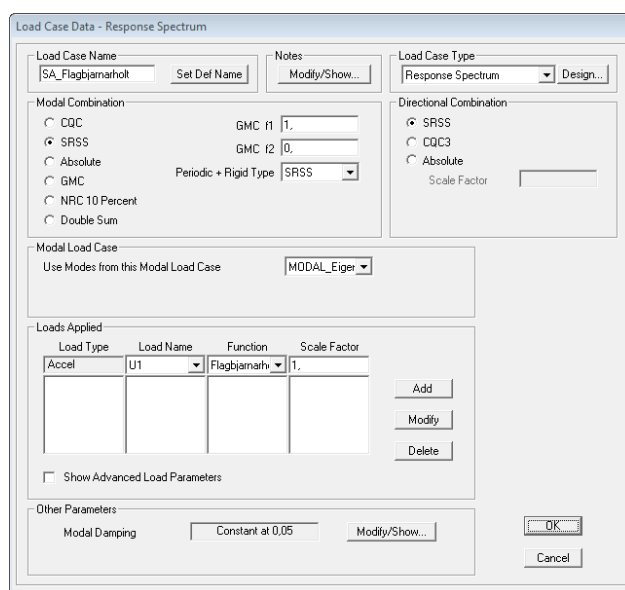 Load Case Data - Response Spectrum
Load Case Name
SA_Flagbjarnarholt
Set Def Name
Notes
Modify/Show...
Load Case Type
Response Spectrum
Design...
Modal Combination
CQC
SRSS
Absolute
GMC
NRC 10 Percent
Double Sum
GMC f1
1,
GMC f2
0,
Periodic + Rigid Type
SRSS
Directional Combination
SRSS
CQC3
Absolute
Scale Factor
Modal Load Case
Use Modes from this Modal Load Case
MODAL_Eiger
Loads Applied
Load Type Load Name Function Scale Factor
Accel U1 Flagbjarnarh 1,
Add
Modify
Delete
Show Advanced Load Parameters
Other Parameters
Modal Damping
Constant at 0,05
Modify/Show...
OK
Cancel